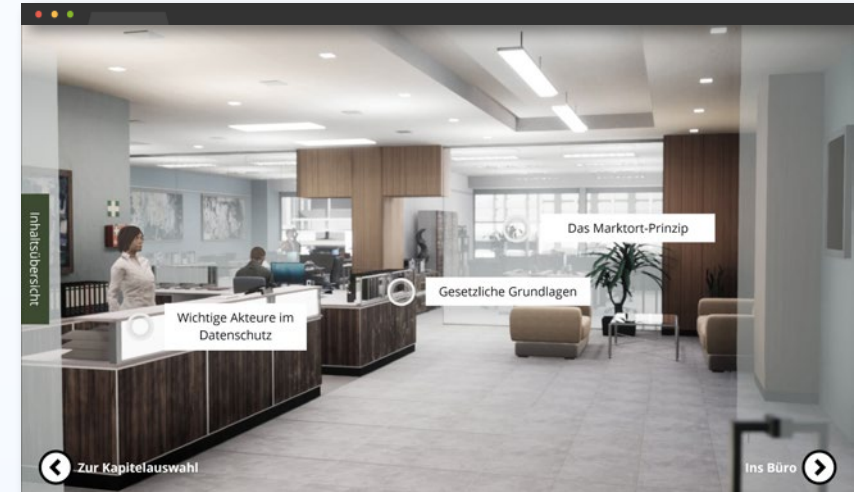 Inhaltsübersicht
Das Marktort-Prinzip
Gesetzliche Grundlagen
Wichtige Akteure im
Datenschutz
Zur Kapitelauswahl
Ins Büro